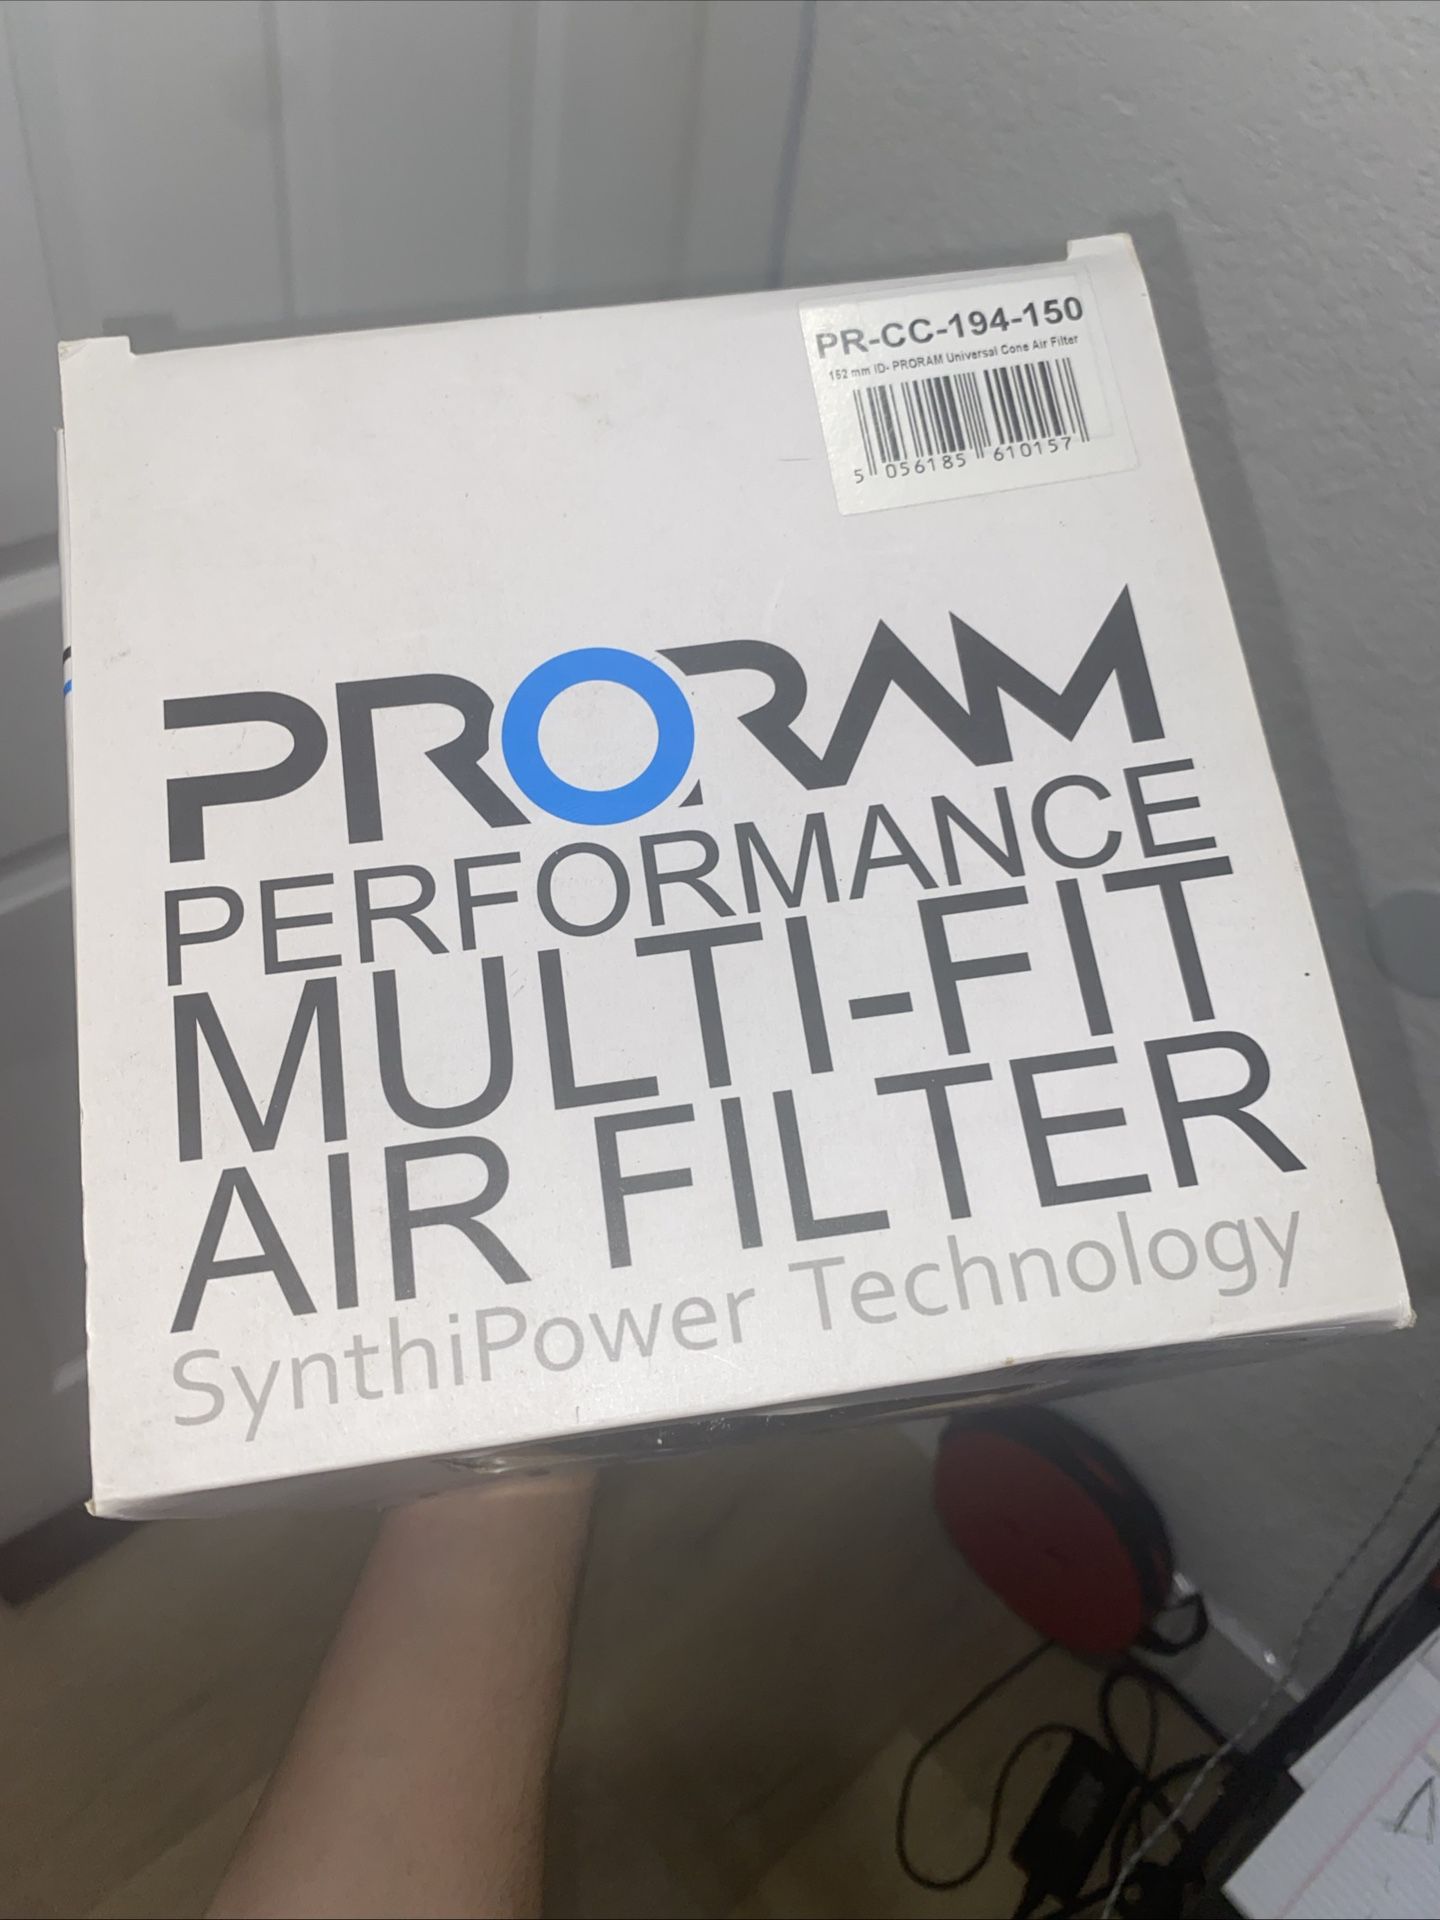 PR-CC-194-150
152 mm ID- PRORAM Universal Cone Air Filter
5 056185 610157
PRORAM
PERFORMANCE
MULTI-FIT
AIR FILTER
SynthiPower Technology